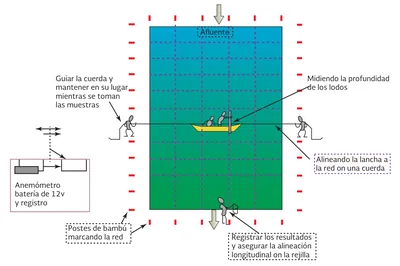 Afluente
Guiar la cuerda y
mantener en su lugar
mientras se toman
las muestras
Midiendo la profundidad
de los lodos
Alineando la lancha a
la red on una cuerda
Anemómetro
batería de 12v
y registro
Postes de bambú
marcando la red
Registrar los resultados
y asegurar la alineación
longitudinal on la rejilla